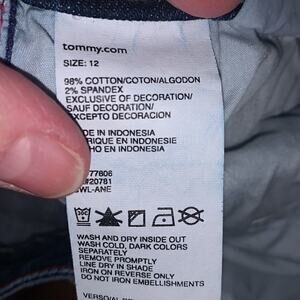 tommy.com
SIZE: 12
98% COTTON/COTON/ALGODON
2% SPANDEX
EXCLUSIVE OF DECORATION/
SAUF DECORATION/
EXCEPTO DECORACION
IN INDONESIA
RIQUE EN INDONESIE
HO EN INDONESIA
77606
#20781
WL-ANE
WASH AND DRY INSIDE OUT
WASH COLD, DARK COLORS
SEPARATELY
REMOVE PROMPTLY
LINE DRY IN SHADE
IRON ON REVERSE ONLY
DO NOT IRON EMBELLISHMENTS